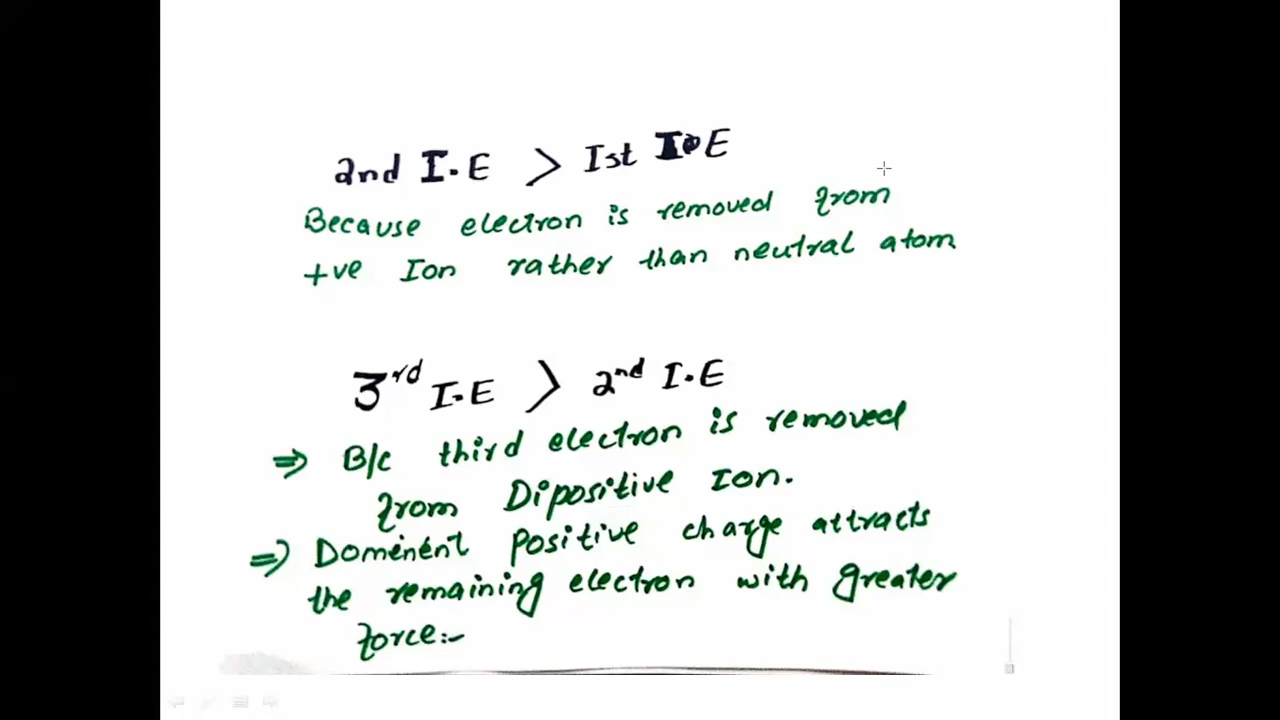 2nd I.E > Ist I.E
Because electron is removed from
+ve Ion rather than neutral atom
3rd I.E > 2nd I.E
⇒ B/c third electron is removed
from Dipositive Ion.
⇒ Dominent positive charge attracts
the remaining electron with greater
force:-